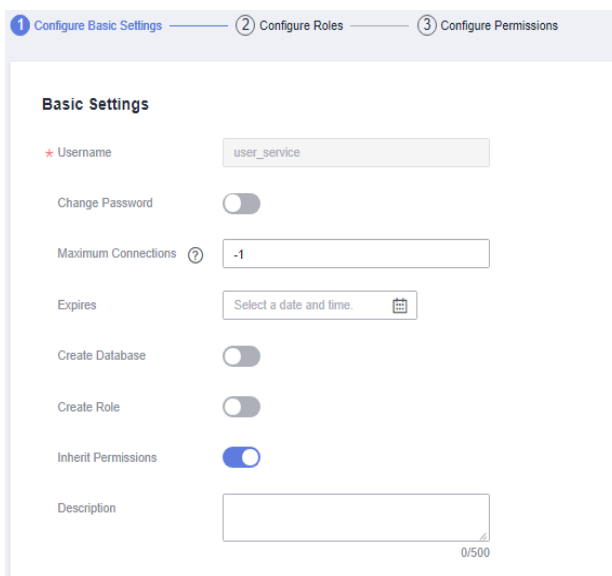 1 Configure Basic Settings 2 Configure Roles 3 Configure Permissions
Basic Settings
* Username user_service
Change Password
Maximum Connections ? -1
Expires Select a date and time.
Create Database
Create Role
Inherit Permissions
Description
0/500